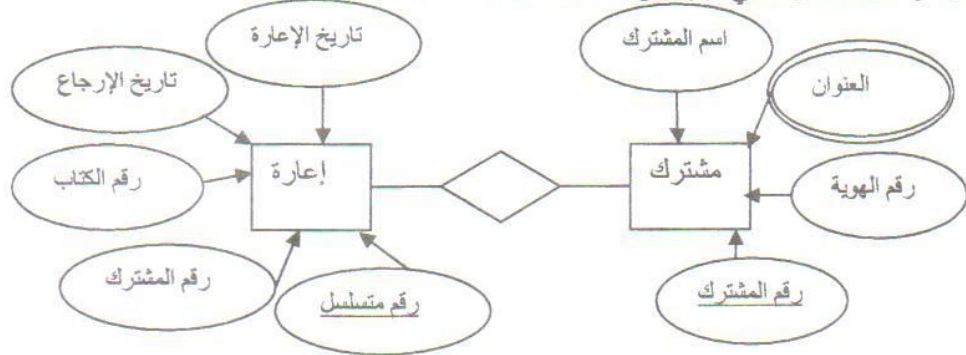 تاريخ الإعارة
اسم المشترك
العنوان
تاريخ الإرجاع
إعارة
مشترك
رقم الكتاب
رقم الهوية
رقم المشترك
رقم متسلسل
رقم المشترك